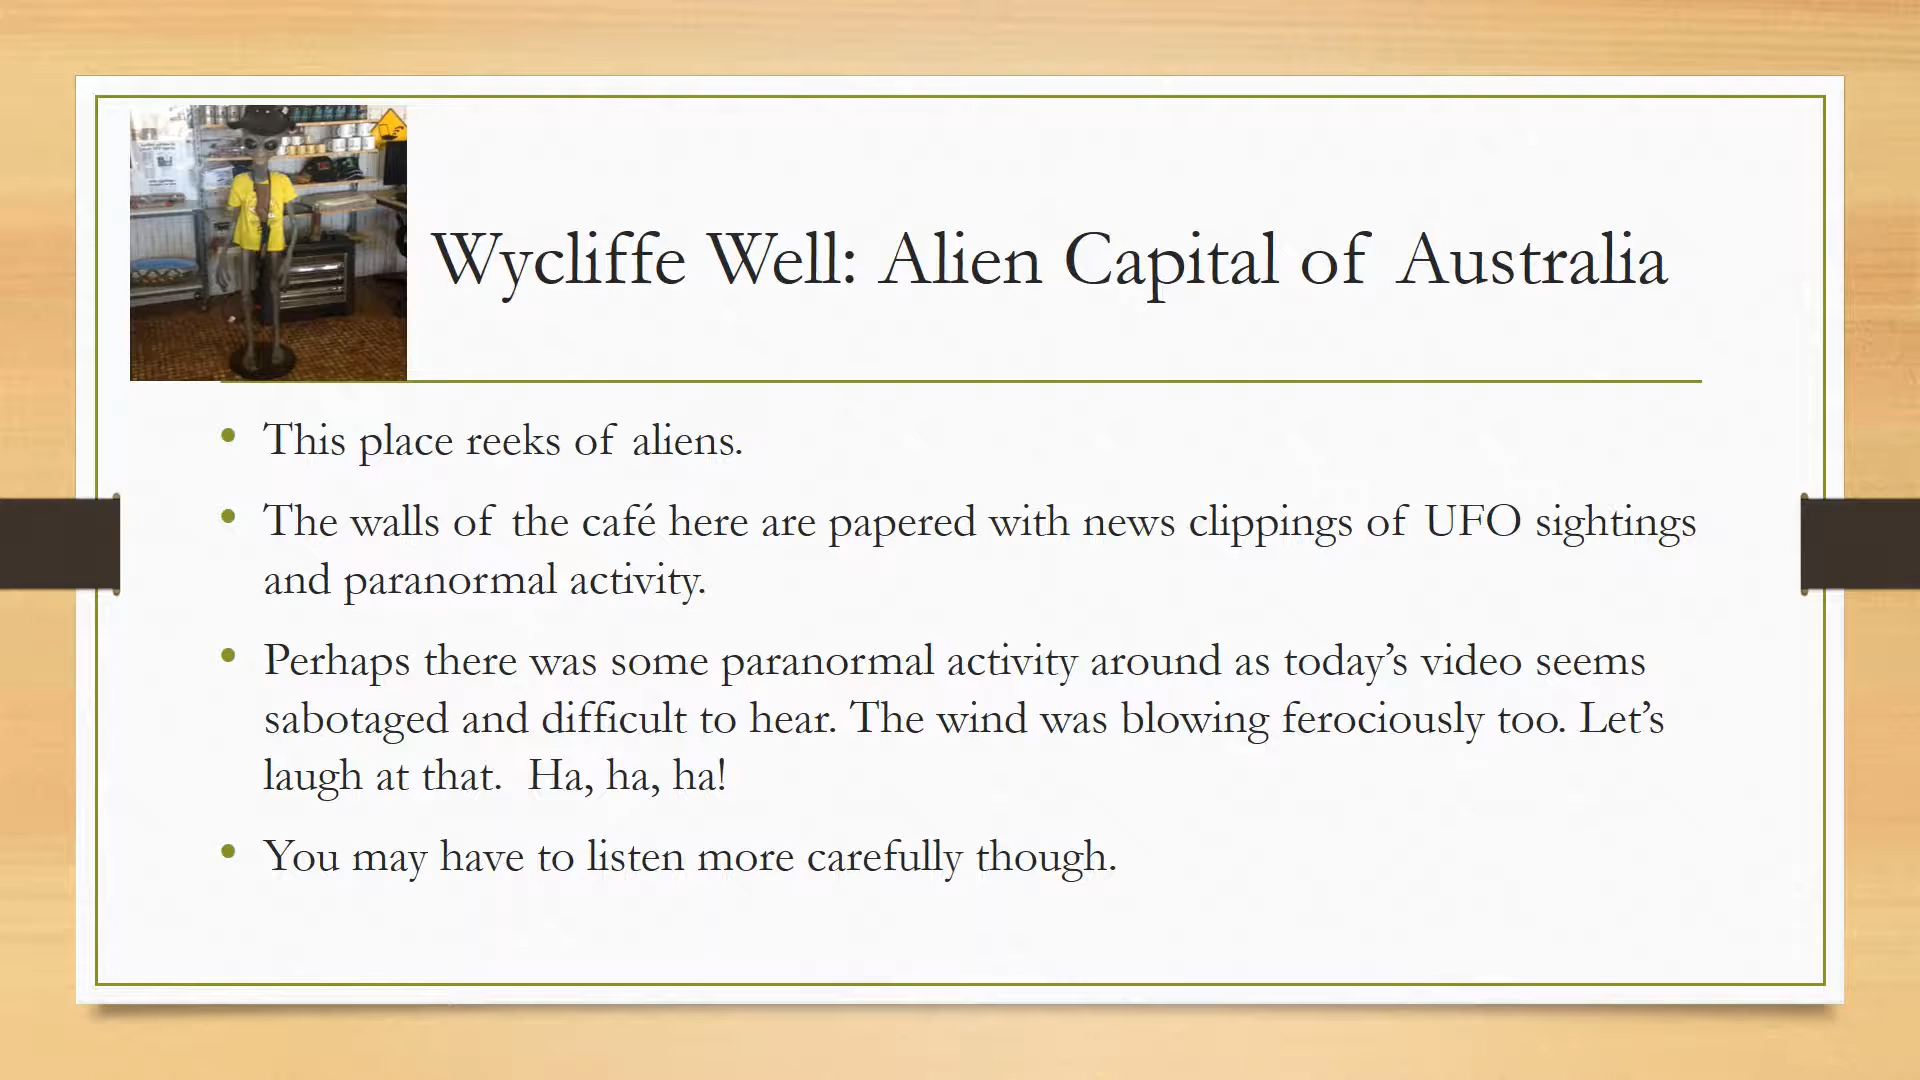 Wycliffe Well: Alien Capital of Australia
• This place reeks of aliens.
• The walls of the café here are papered with news clippings of UFO sightings
and paranormal activity.
• Perhaps there was some paranormal activity around as today’s video seems
sabotaged and difficult to hear. The wind was blowing ferociously too. Let’s
laugh at that.  Ha, ha, ha!
• You may have to listen more carefully though.